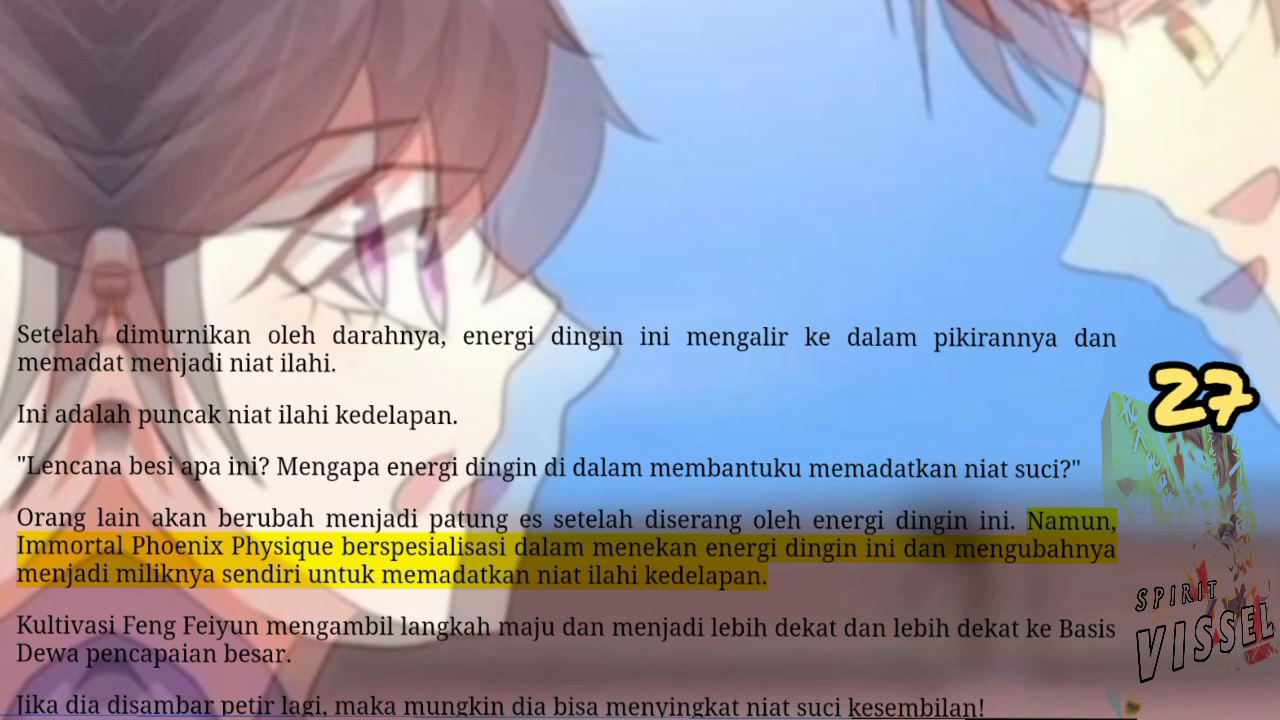 Setelah dimurnikan oleh darahnya, energi dingin ini mengalir ke dalam pikirannya dan
memadat menjadi niat ilahi.
Ini adalah puncak niat ilahi kedelapan.
"Lencana besi apa ini? Mengapa energi dingin di dalam membantuku memadatkan niat suci?"
Orang lain akan berubah menjadi patung es setelah diserang oleh energi dingin ini. Namun,
Immortal Phoenix Physique berspesialisasi dalam menekan energi dingin ini dan mengubahnya
menjadi miliknya sendiri untuk memadatkan niat ilahi kedelapan.
Kultivasi Feng Feiyun mengambil langkah maju dan menjadi lebih dekat dan lebih dekat ke Basis
Dewa pencapaian besar.
Jika dia disambar petir lagi, maka mungkin dia bisa menyingkat niat suci kesembilan!
27
SPIRIT
VISSEL